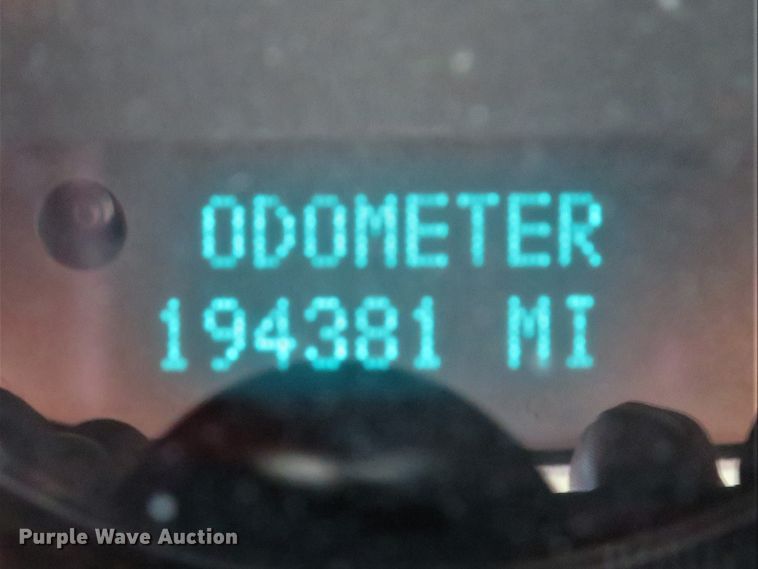 ODOMETER
194381 MI
Purple Wave Auction